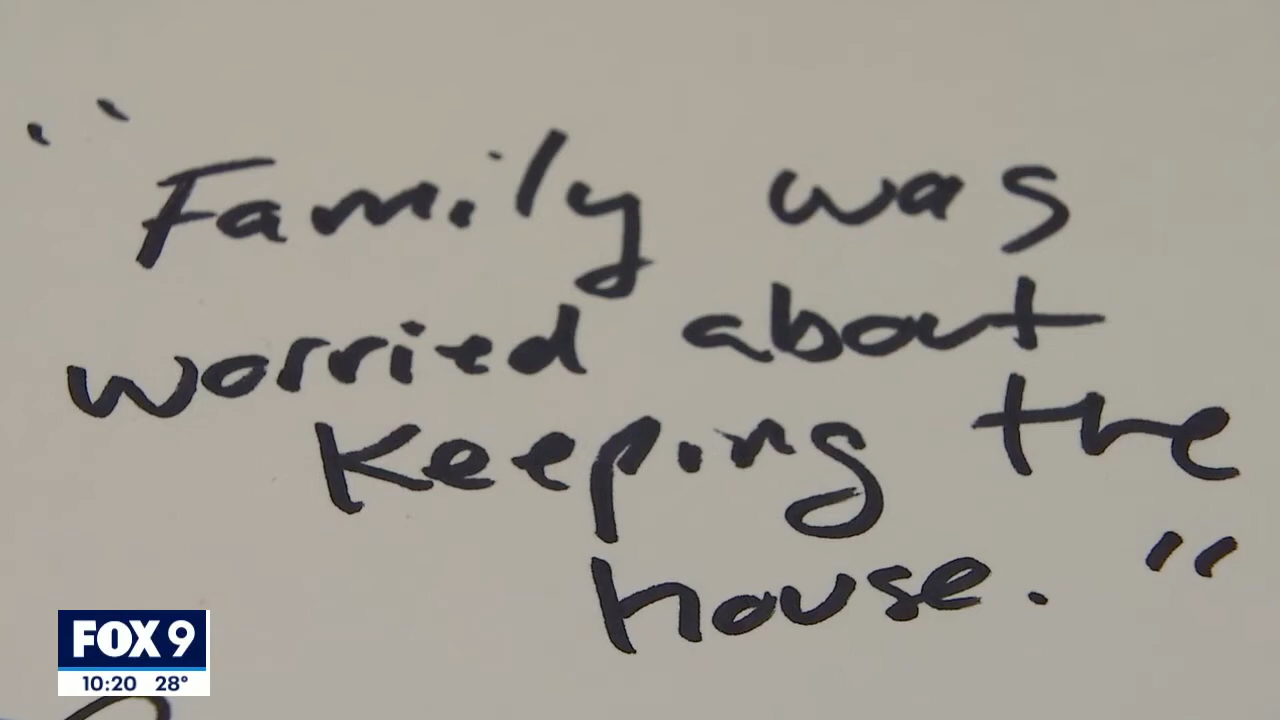 "Family was
worried about
Keeping the
house."
FOX 9
10:20 28°